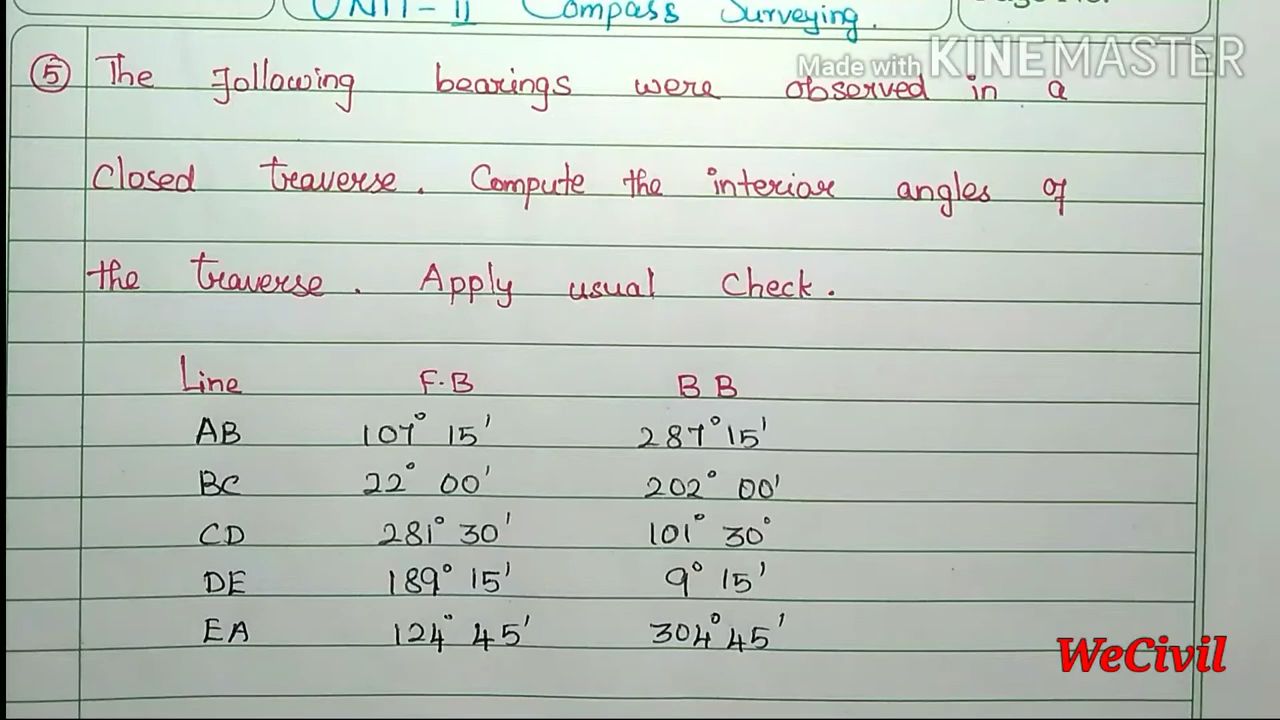 UNIT-II Compass Surveying.
Made with KINEMASTER
⑤ The following bearings were observed in a
closed traverse. Compute the interior angles of
the traverse. Apply usual check.
Line F.B B B
AB 107° 15' 287° 15'
BC 22° 00' 202° 00'
CD 281° 30' 101° 30°
DE 189° 15' 9° 15'
EA 124° 45' 304° 45'
WeCivil